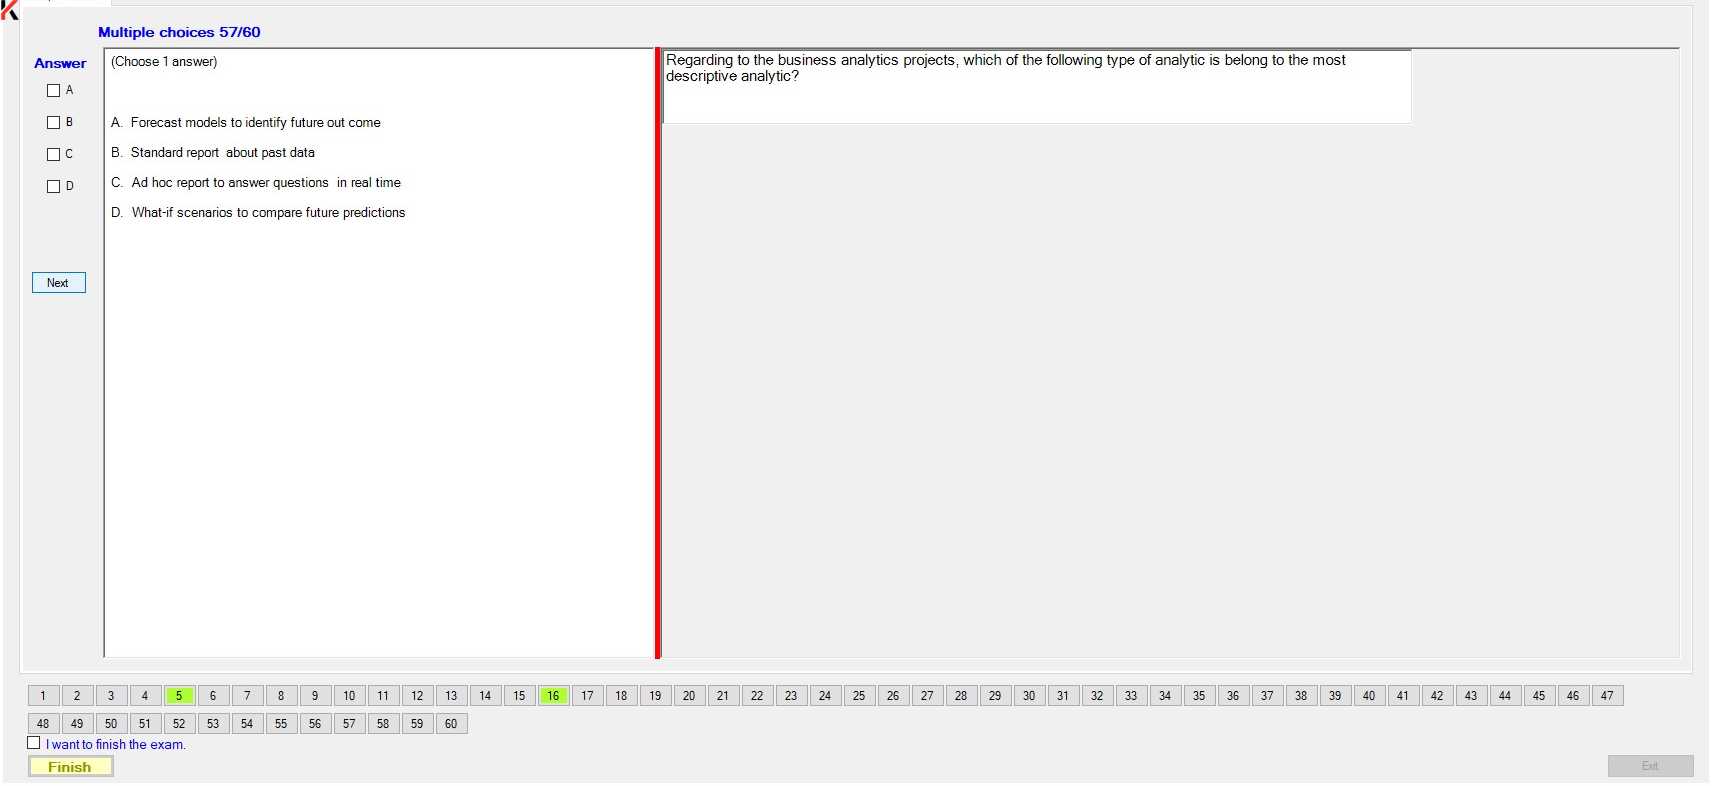 Multiple choices 57/60
Answer
A
B
C
D
Next
(Choose 1 answer)
A. Forecast models to identify future out come
B. Standard report about past data
C. Ad hoc report to answer questions in real time
D. What-if scenarios to compare future predictions
Regarding to the business analytics projects, which of the following type of analytic is belong to the most
descriptive analytic?
1 2 3 4 5 6 7 8 9 10 11 12 13 14 15 16 17 18 19 20 21 22 23 24 25 26 27 28 29 30 31 32 33 34 35 36 37 38 39 40 41 42 43 44 45 46 47
48 49 50 51 52 53 54 55 56 57 58 59 60
I want to finish the exam.
Finish
Exit